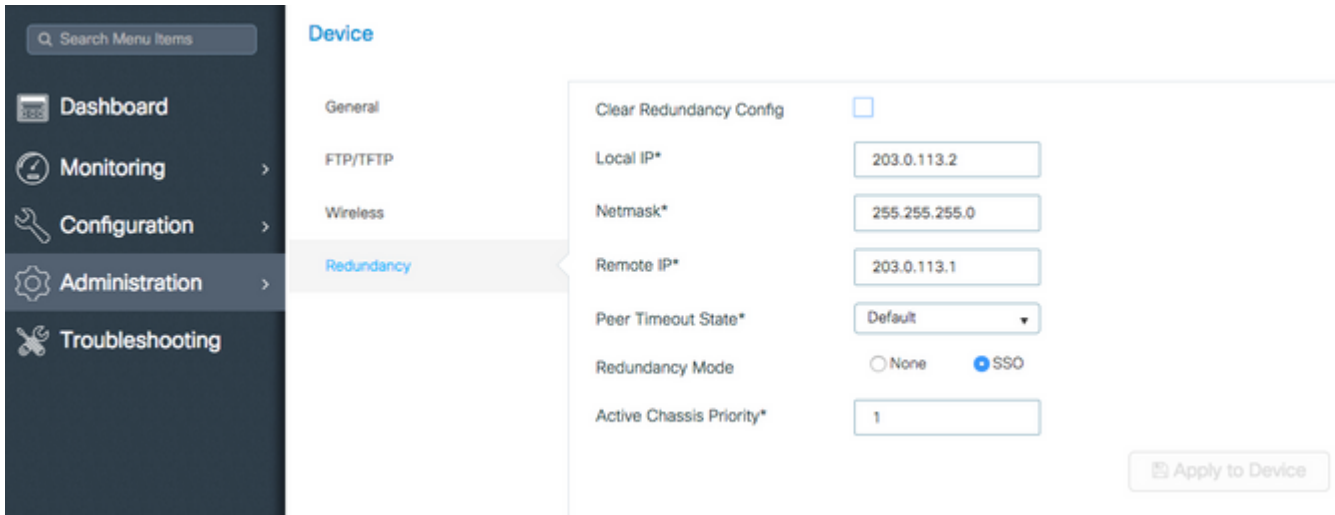 Search Menu Items
Dashboard
Monitoring
Configuration
Administration
Troubleshooting
Device
General
FTP/TFTP
Wireless
Redundancy
Clear Redundancy Config
Local IP* 203.0.113.2
Netmask* 255.255.255.0
Remote IP* 203.0.113.1
Peer Timeout State* Default
Redundancy Mode None SSO
Active Chassis Priority* 1
Apply to Device